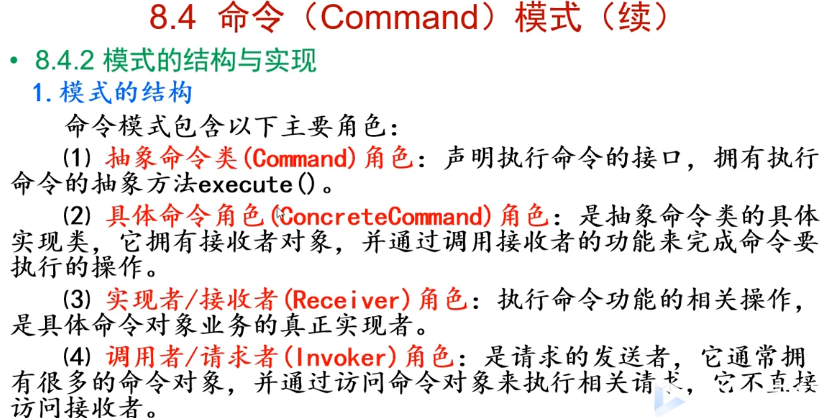 8.4 命令（Command）模式（续）
• 8.4.2 模式的结构与实现
1.模式的结构
命令模式包含以下主要角色：
(1) 抽象命令类(Command)角色：声明执行命令的接口，拥有执行
命令的抽象方法execute()。
(2) 具体命令角色(ConcreteCommand)角色：是抽象命令类的具体
实现类，它拥有接收者对象，并通过调用接收者的功能来完成命令要
执行的操作。
(3) 实现者/接收者(Receiver)角色：执行命令功能的相关操作，
是具体命令对象业务的真正实现者。
(4) 调用者/请求者(Invoker)角色：是请求的发送者，它通常拥
有很多的命令对象，并通过访问命令对象来执行相关请求，它不直接
访问接收者。